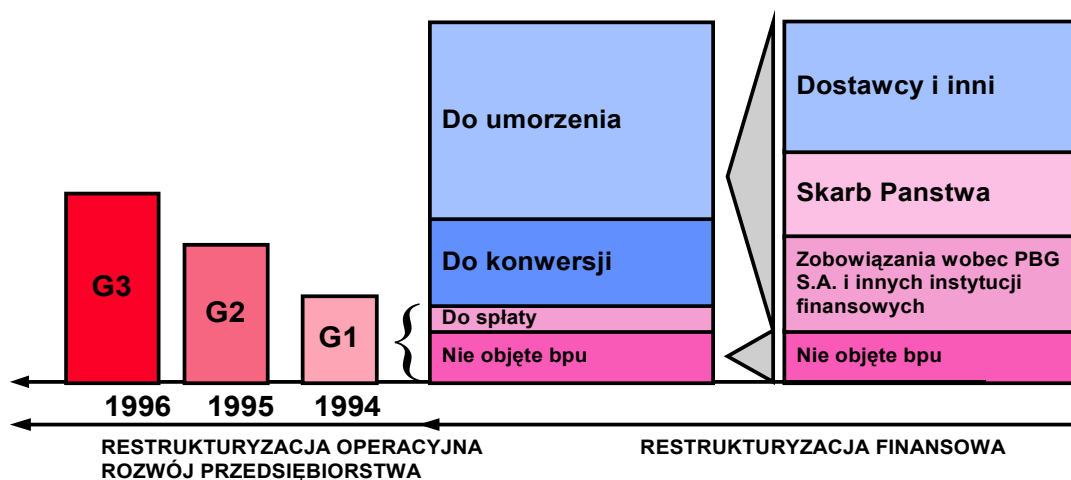 Do umorzenia
Do konwersji
Do spłaty
Nie objęte bpu
Dostawcy i inni
Skarb Panstwa
Zobowiązania wobec PBG
S.A. i innych instytucji
finansowych
Nie objęte bpu
G3
G2
G1
1996
1995
1994
RESTRUKTURYZACJA OPERACYJNA
ROZWÓJ PRZEDSIĘBIORSTWA
RESTRUKTURYZACJA FINANSOWA